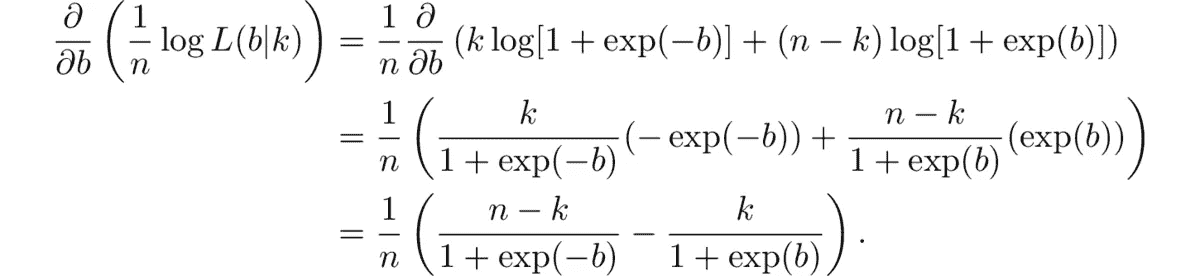 ∂/∂b (1/n log L(b|k)) = 1/n ∂/∂b (k log[1 + exp(−b)] + (n − k) log[1 + exp(b)])
= 1/n (k/(1 + exp(−b)) (− exp(−b)) + (n − k)/(1 + exp(b)) (exp(b)))
= 1/n ((n − k)/(1 + exp(−b)) − k/(1 + exp(b))).